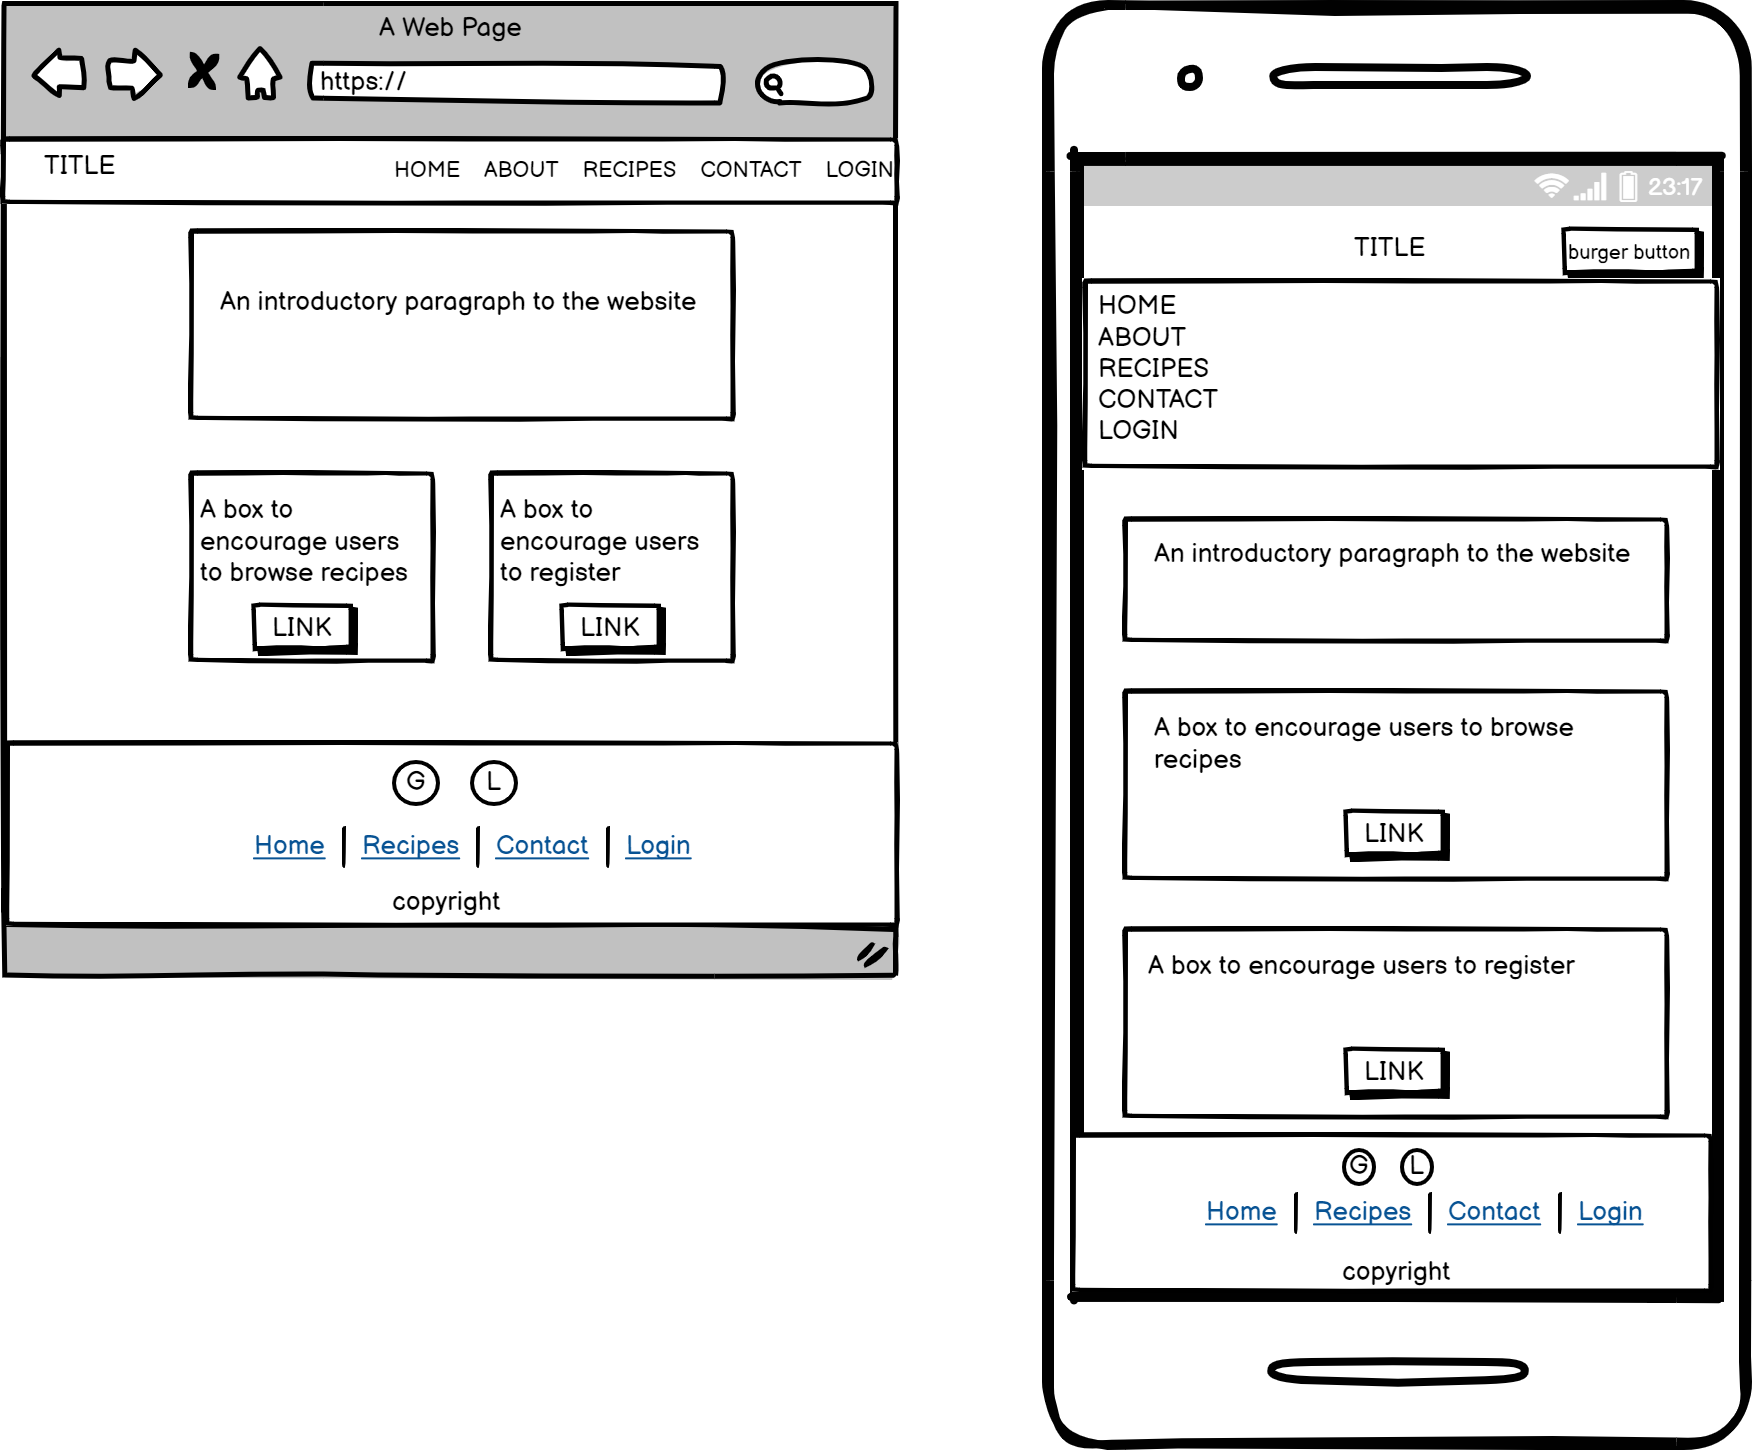 A Web Page
https://
TITLE
HOME ABOUT RECIPES CONTACT LOGIN
An introductory paragraph to the website
A box to
encourage users
to browse recipes
LINK
A box to
encourage users
to register
LINK
G L
Home Recipes Contact Login
copyright
23:17
TITLE
burger button
HOME
ABOUT
RECIPES
CONTACT
LOGIN
An introductory paragraph to the website
A box to encourage users to browse
recipes
LINK
A box to encourage users to register
LINK
G L
Home Recipes Contact Login
copyright